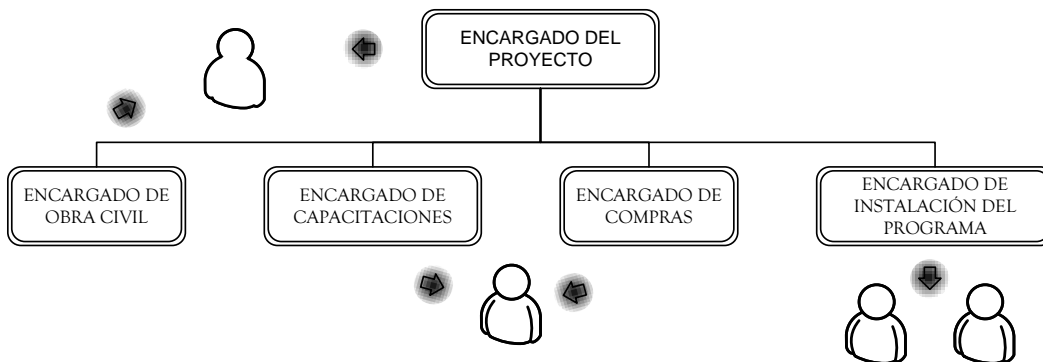 ENCARGADO DEL
PROYECTO
ENCARGADO DE
OBRA CIVIL
ENCARGADO DE
CAPACITACIONES
ENCARGADO DE
COMPRAS
ENCARGADO DE
INSTALACIÓN DEL
PROGRAMA